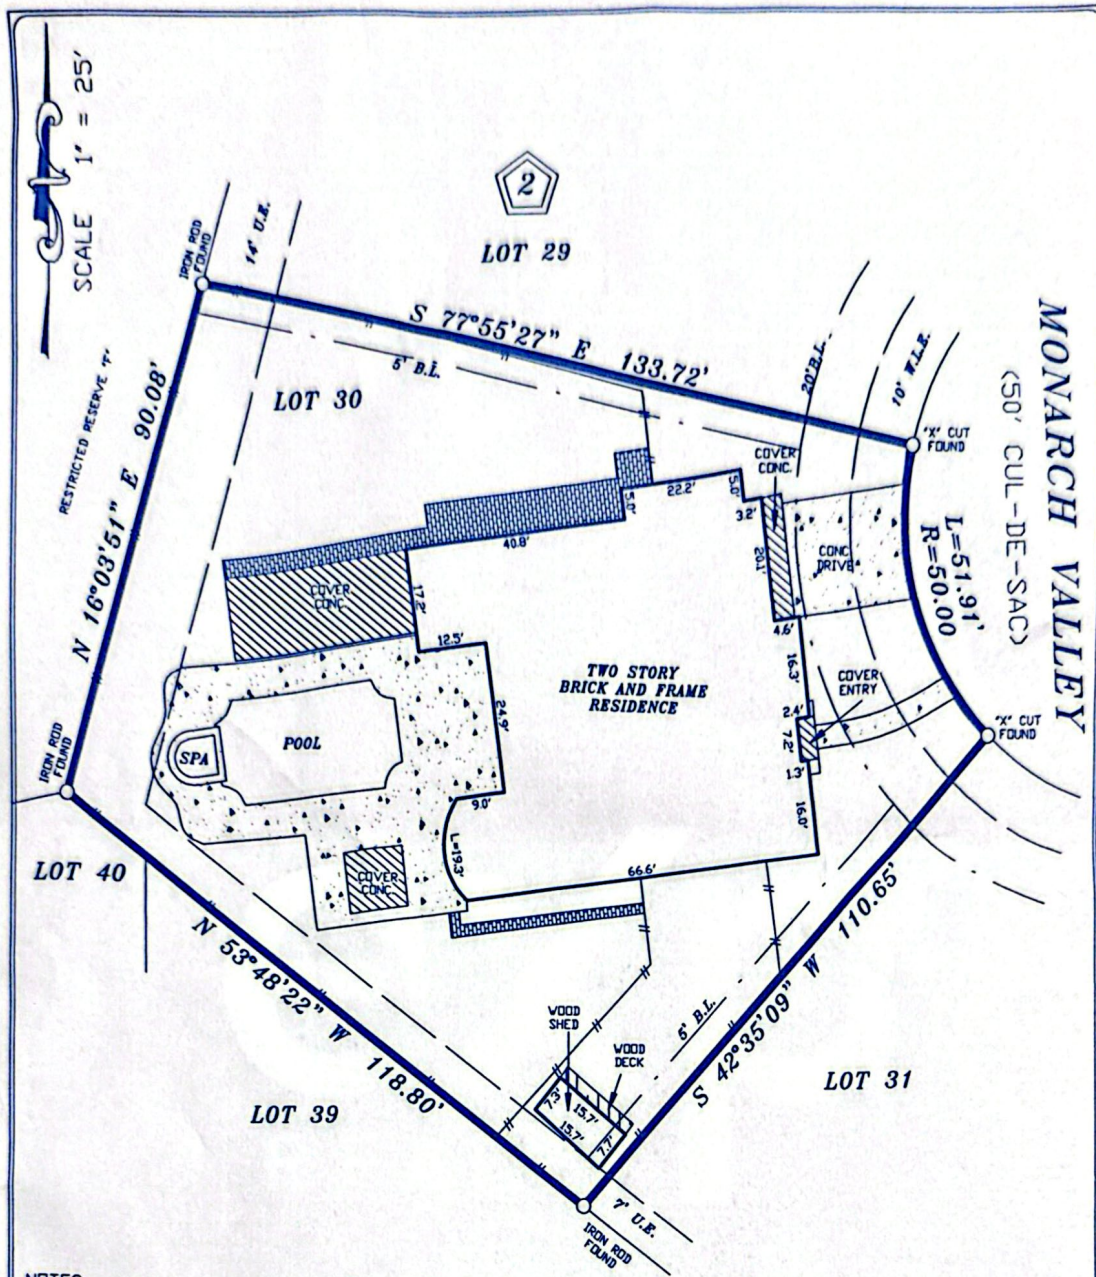 SCALE 1" = 25'
2
LOT 29
MONARCH VALLEY
(50' CUL-DE-SAC)
IRON ROD
FOUND
14' U.E.
S 77°55'27" E 133.72'
5' B.L.
20' B.L.
10' W.L.E.
"X" CUT
FOUND
L=51.91'
R=50.00
LOT 30
RESTRICTED RESERVE
N 16°03'51" E 90.08'
COVER
CONC.
22.2'
5.0'
3.2'
5.0'
40.8'
20.1'
CONC.
DRIVE
COVER
CONC.
17.2'
4.6'
12.5'
16.3'
TWO STORY
BRICK AND FRAME
RESIDENCE
COVER
ENTRY
2.4'
7.2'
1.3'
"X" CUT
FOUND
24.9'
POOL
SPA
IRON ROD
FOUND
9.0'
16.0'
L=19.3'
66.6'
COVER
CONC.
LOT 40
N 53°48'22" W 118.80'
S 42°35'09" W 110.65'
5' B.L.
WOOD
SHED
WOOD
DECK
7.3'
15.7'
15.7'
7.7'
LOT 31
LOT 39
7' U.E.
IRON ROD
FOUND